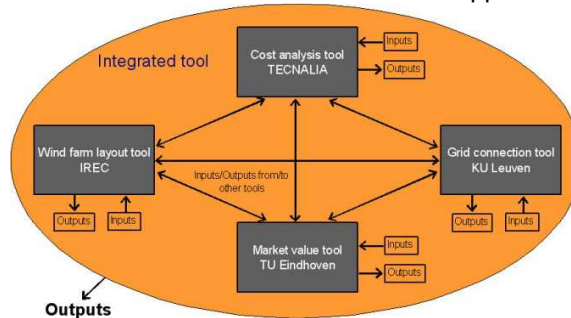 Integrated tool
Cost analysis tool
TECNALIA
Inputs
Outputs
Wind farm layout tool
IREC
Outputs
Inputs
Inputs/Outputs from/to
other tools
Grid connection tool
KU Leuven
Outputs
Inputs
Market value tool
TU Eindhoven
Inputs
Outputs
Outputs